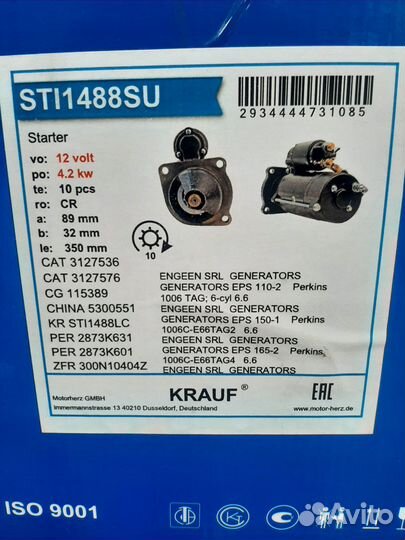 STI1488SU
2934444731085
Starter
vo: 12 volt
po: 4.2 kw
te: 10 pcs
ro: CR
a: 89 mm
b: 32 mm
le: 350 mm
10
CAT 3127536
CAT 3127576
CG 115389
CHINA 5300551
KR STI1488LC
PER 2873K631
PER 2873K601
ZFR 300N10404Z
ENGEEN SRL GENERATORS
GENERATORS EPS 110-2 Perkins
1006 TAG; 6-cyl 6.6
ENGEEN SRL GENERATORS
GENERATORS EPS 150-1 Perkins
1006C-E66TAG2 6.6
ENGEEN SRL GENERATORS
GENERATORS EPS 165-2 Perkins
1006C-E66TAG4 6.6
ENGEEN SRL GENERATORS
Motorherz GMBH
Immermannstrasse 13 40210 Dusseldorf, Deutschland
KRAUF ®
EAC
www.motor-herz.de
ISO 9001
Avito